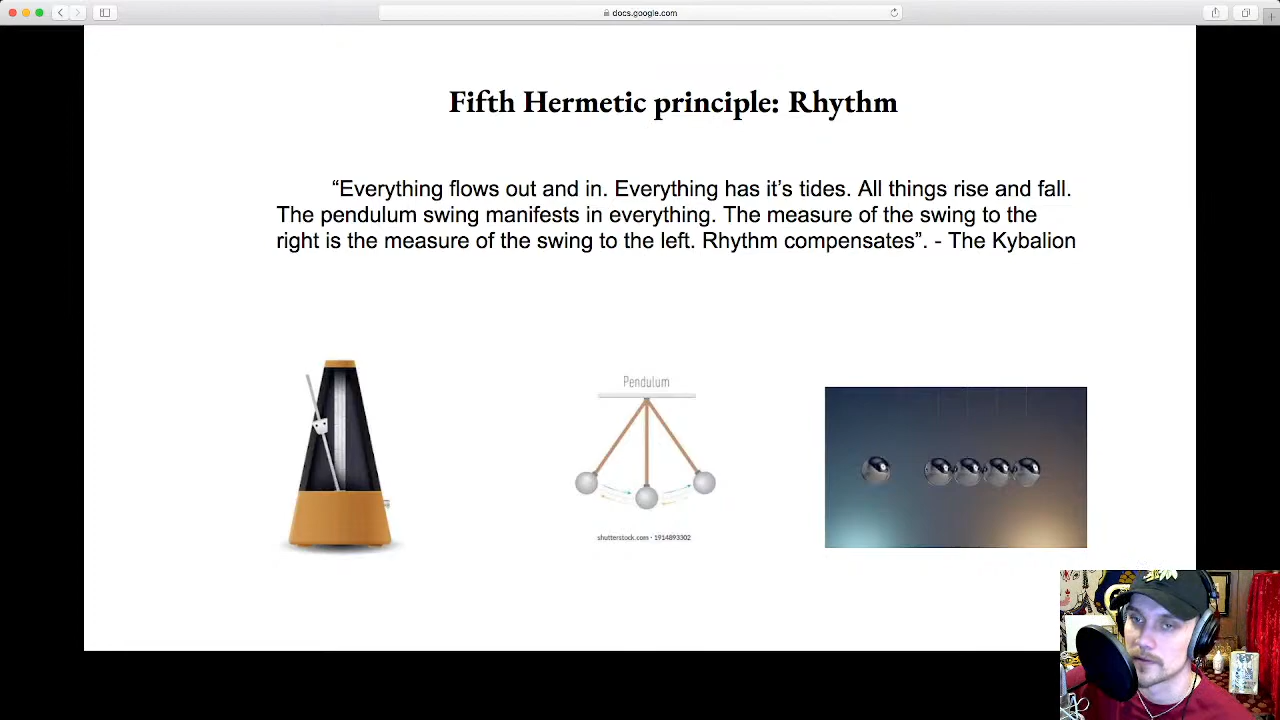 docs.google.com
Fifth Hermetic principle: Rhythm
“Everything flows out and in. Everything has it’s tides. All things rise and fall.
The pendulum swing manifests in everything. The measure of the swing to the
right is the measure of the swing to the left. Rhythm compensates”. - The Kybalion
Pendulum
shutterstock.com · 1914893302